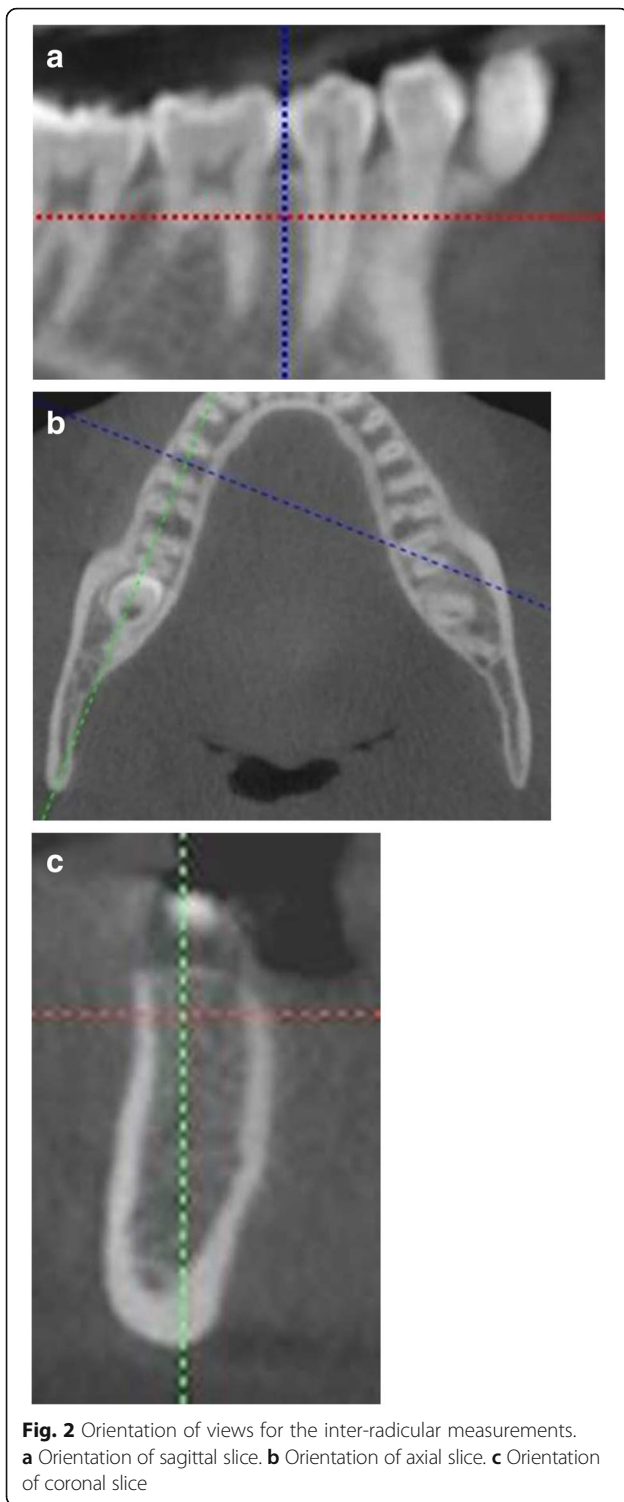 a
b
c
Fig. 2 Orientation of views for the inter-radicular measurements.
a Orientation of sagittal slice. b Orientation of axial slice. c Orientation
of coronal slice